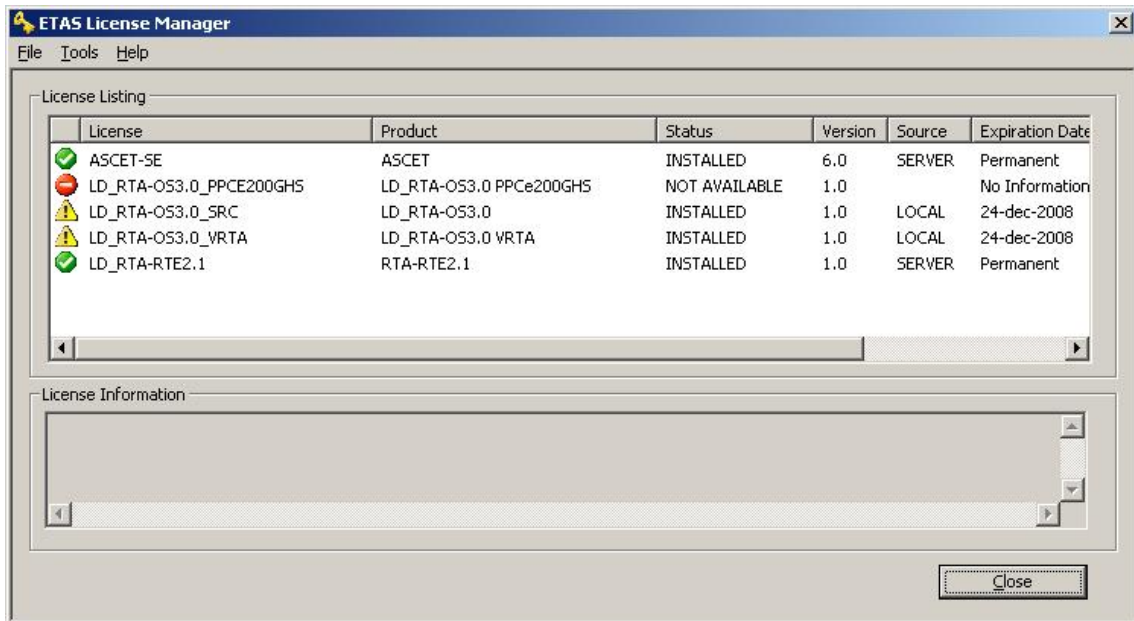 ETAS License Manager
File Tools Help
License Listing
License Product Status Version Source Expiration Date
ASCET-SE ASCET INSTALLED 6.0 SERVER Permanent
LD_RTA-OS3.0_PPCE200GHS LD_RTA-OS3.0 PPCe200GHS NOT AVAILABLE 1.0 No Information
LD_RTA-OS3.0_SRC LD_RTA-OS3.0 INSTALLED 1.0 LOCAL 24-dec-2008
LD_RTA-OS3.0_VRTA LD_RTA-OS3.0 VRTA INSTALLED 1.0 LOCAL 24-dec-2008
LD_RTA-RTE2.1 RTA-RTE2.1 INSTALLED 1.0 SERVER Permanent
License Information
Close